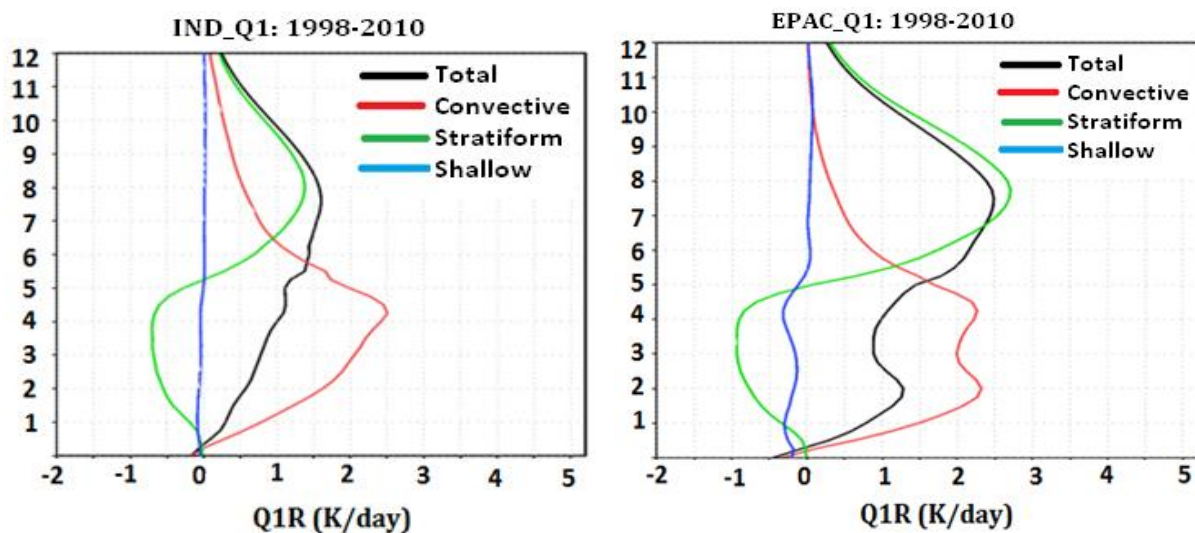 IND_Q1: 1998-2010
12
11
10
9
8
7
6
5
4
3
2
1
Total
Convective
Stratiform
Shallow
-2 -1 0 1 2 3 4 5
Q1R (K/day)
EPAC_Q1: 1998-2010
12
11
10
9
8
7
6
5
4
3
2
1
Total
Convective
Stratiform
Shallow
-2 -1 0 1 2 3 4 5
Q1R (K/day)